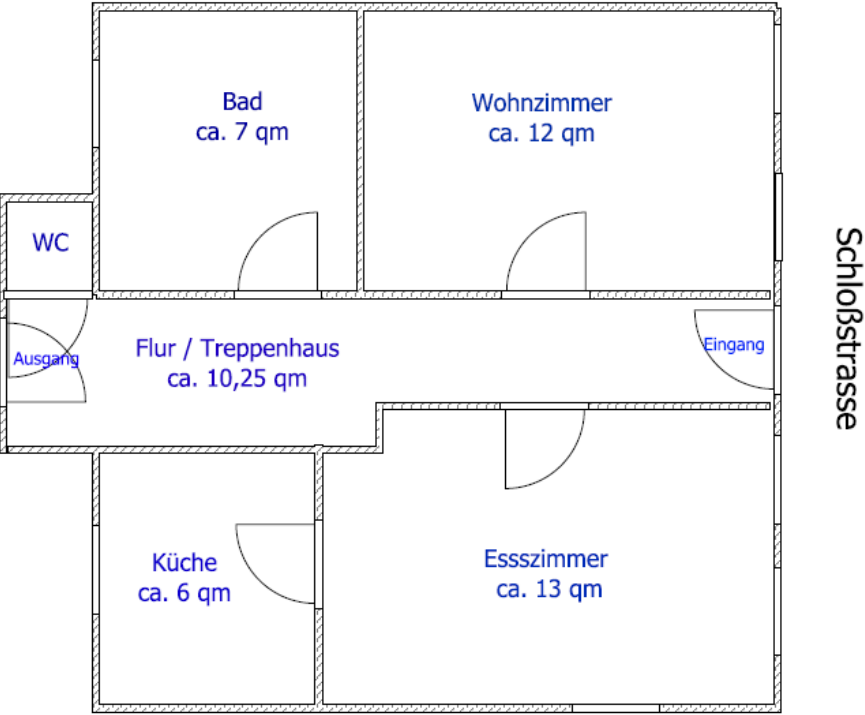 Bad
ca. 7 qm
Wohnzimmer
ca. 12 qm
WC
Schloßstrasse
Ausgang
Flur / Treppenhaus
ca. 10,25 qm
Eingang
Küche
ca. 6 qm
Essszimmer
ca. 13 qm